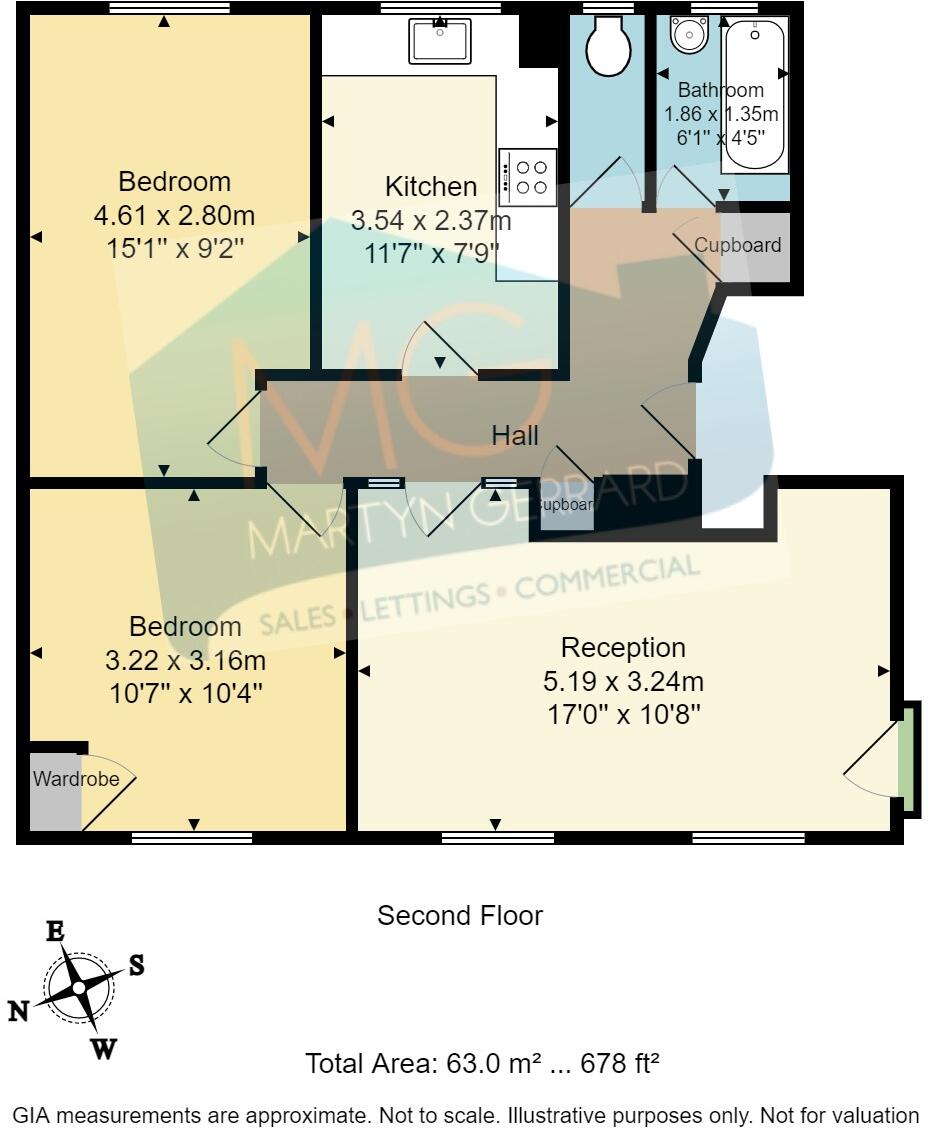 Bedroom
4.61 x 2.80m
15'1" x 9'2"
Kitchen
3.54 x 2.37m
11'7" x 7'9"
Bathroom
1.86 x 1.35m
6'1" x 4'5"
Cupboard
MG
Hall
Cupboar
MARTYN GERRARD
SALES • LETTINGS • COMMERCIAL
Bedroom
3.22 x 3.16m
10'7" x 10'4"
Reception
5.19 x 3.24m
17'0" x 10'8"
Wardrobe
Second Floor
E
S
N
W
Total Area: 63.0 m² ... 678 ft²
GIA measurements are approximate. Not to scale. Illustrative purposes only. Not for valuation